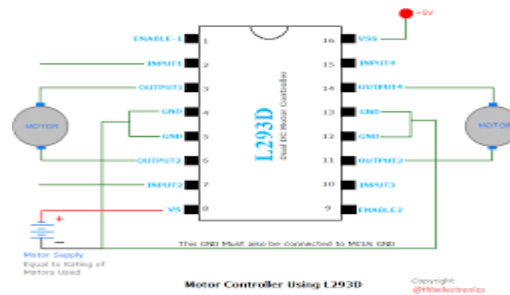 +5V
ENABLE-1 1 16 VSS
INPUT1 2 15 INPUT4
OUTPUT1 3 14 OUTPUT4
GND 4 13 GND
GND 5 12 GND
OUTPUT2 6 11 OUTPUT3
INPUT2 7 10 INPUT3
VS 8 9 ENABLE2
L293D
Dual DC Motor Controller
MOTOR
MOTOR
+
−
This GND Must also be connected to MCUs GND
Motor Supply
Equal to Rating of
Motors Used
Motor Controller Using L293D
Copyright: